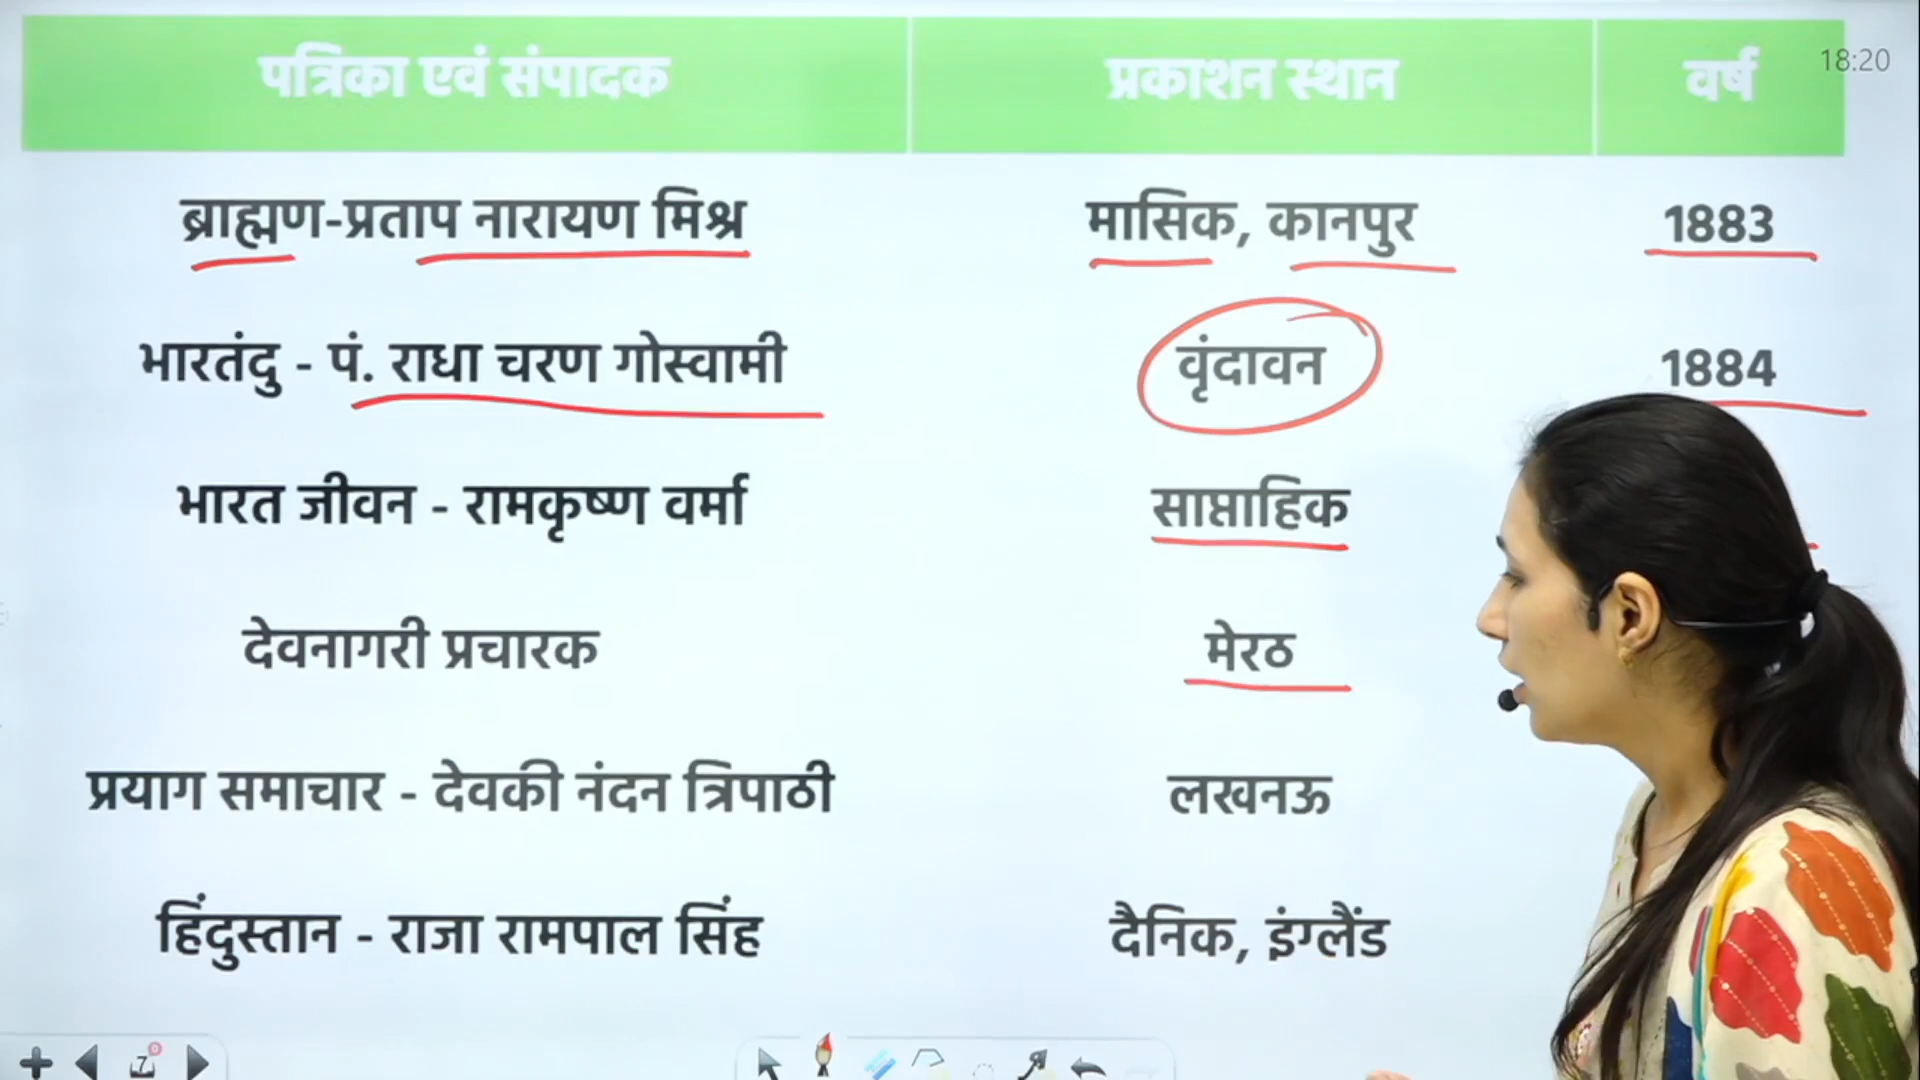 पत्रिका एवं संपादक प्रकाशन स्थान वर्ष 18:20
ब्राह्मण-प्रताप नारायण मिश्र मासिक, कानपुर 1883
भारतंदु - पं. राधा चरण गोस्वामी वृंदावन 1884
भारत जीवन - रामकृष्ण वर्मा साप्ताहिक
देवनागरी प्रचारक मेरठ
प्रयाग समाचार - देवकी नंदन त्रिपाठी लखनऊ
हिंदुस्तान - राजा रामपाल सिंह दैनिक, इंग्लैंड
7